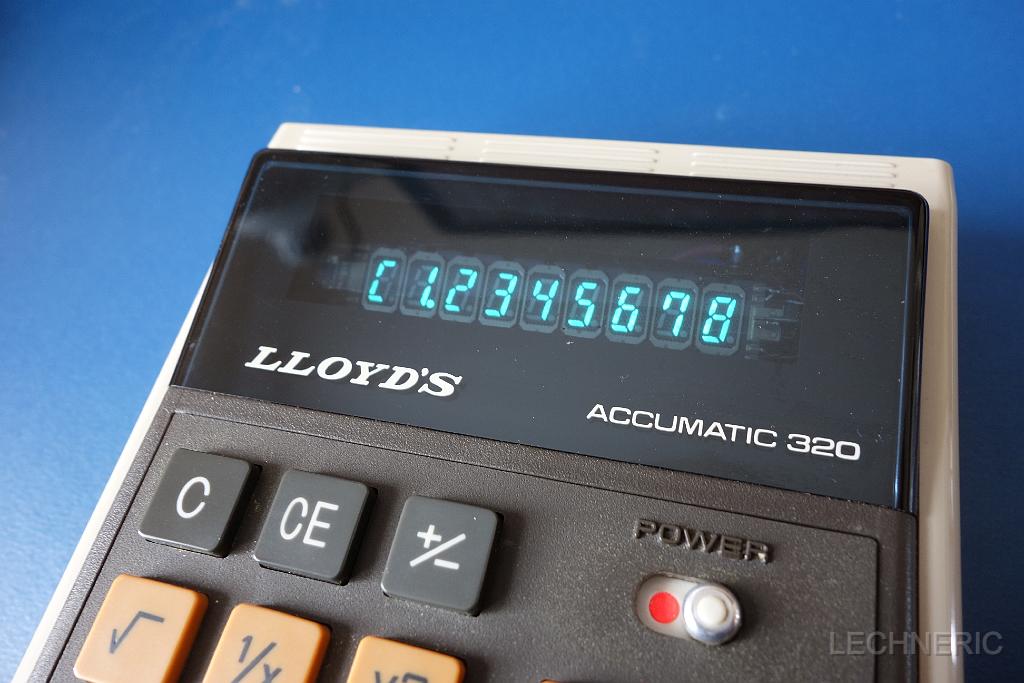 [1.2345678
LLOYD'S
ACCUMATIC 320
C CE +/−
POWER
√ 1/x
LECHNERIC